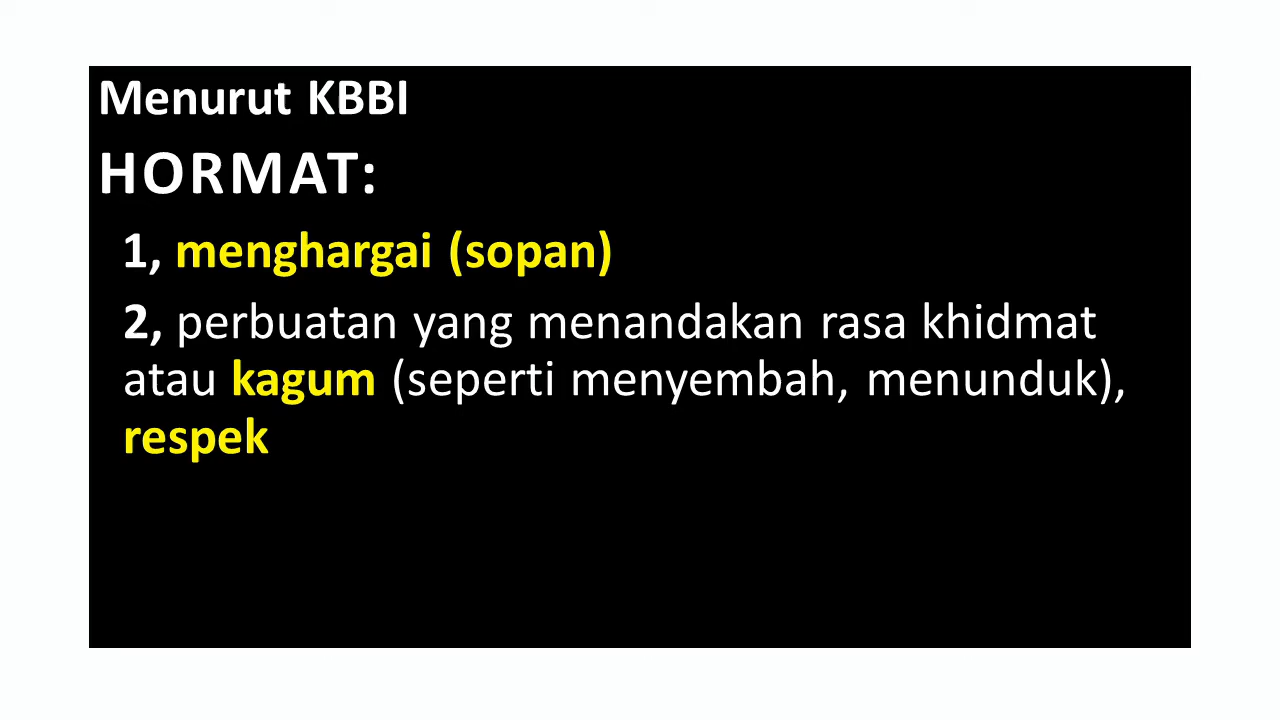 Menurut KBBI
HORMAT:
1, menghargai (sopan)
2, perbuatan yang menandakan rasa khidmat
atau kagum (seperti menyembah, menunduk),
respek